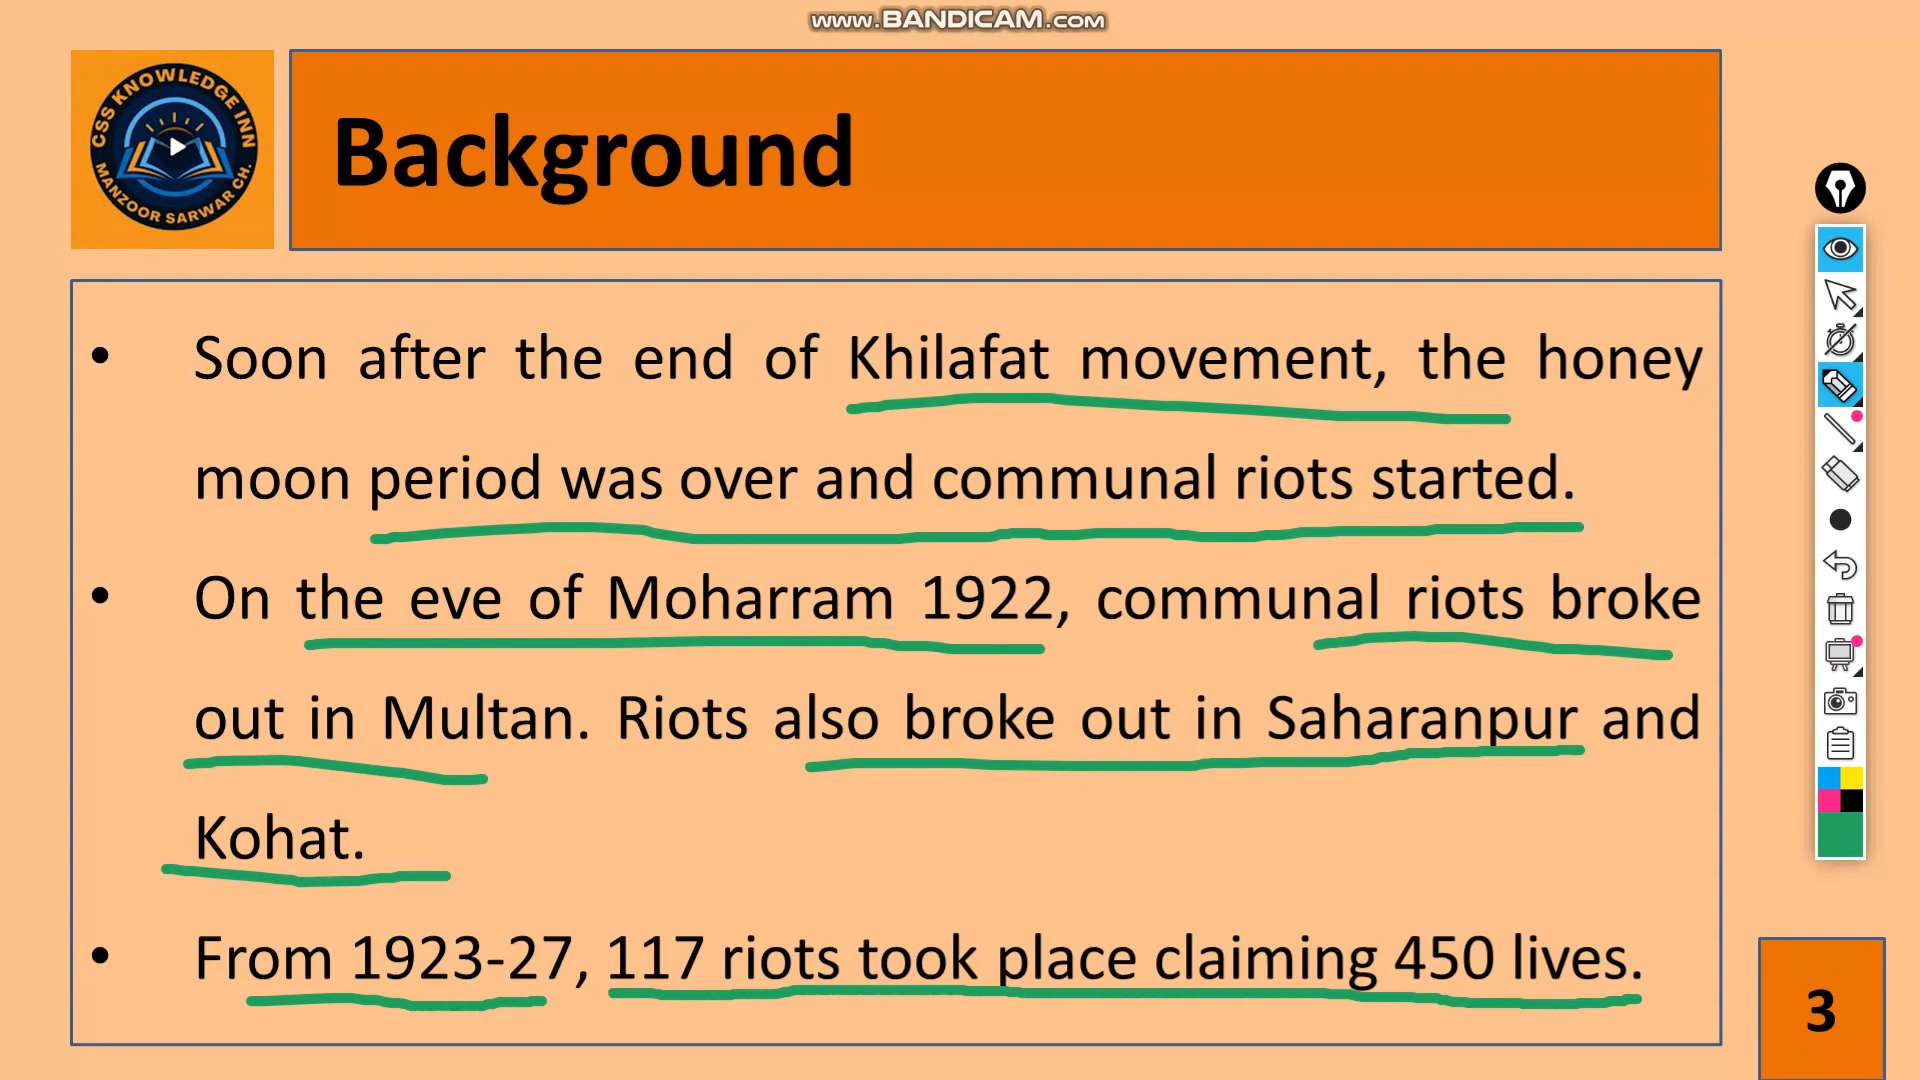 www.BANDICAM.com
CSS KNOWLEDGE INN
MANZOOR SARWAR CH.
Background
• Soon after the end of Khilafat movement, the honey
moon period was over and communal riots started.
• On the eve of Moharram 1922, communal riots broke
out in Multan. Riots also broke out in Saharanpur and
Kohat.
• From 1923-27, 117 riots took place claiming 450 lives.
3